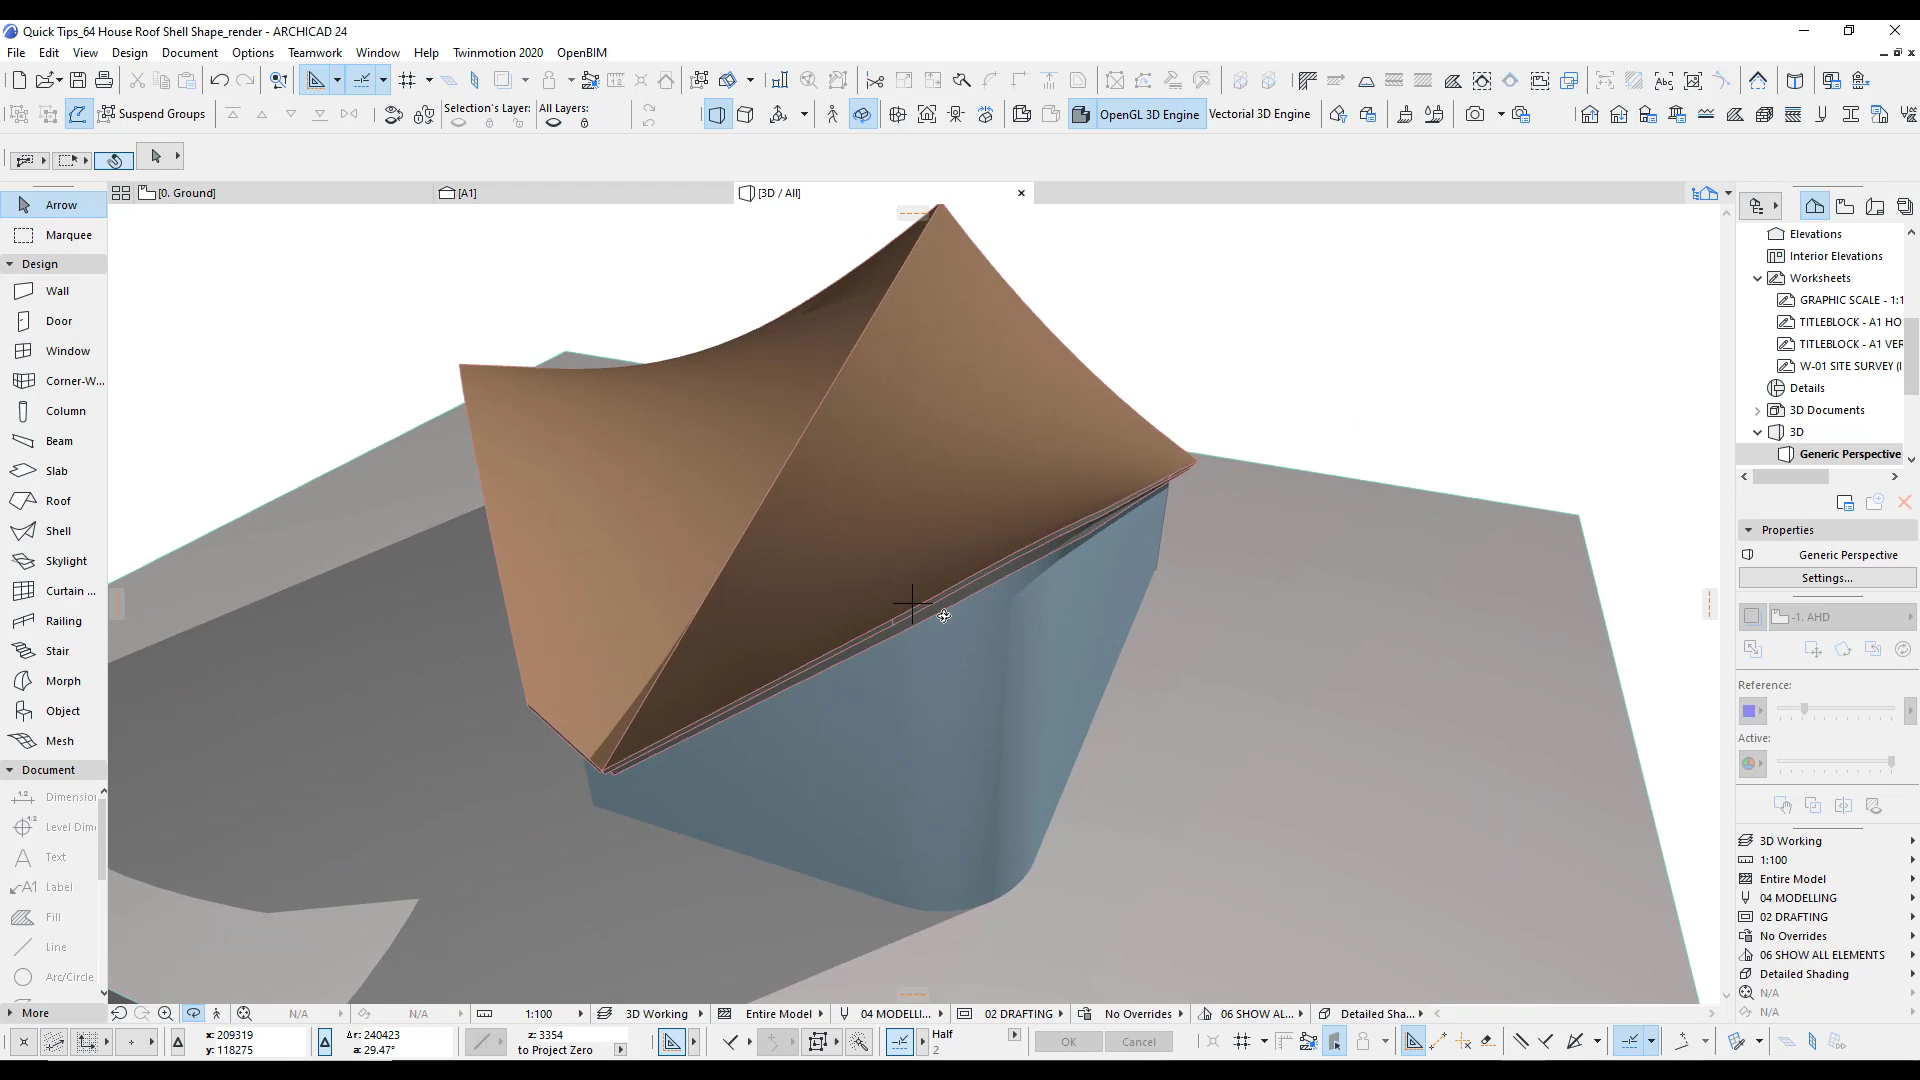 Quick Tips_64 House Roof Shell Shape_render - ARCHICAD 24
File Edit View Design Document Options Teamwork Window Help Twinmotion 2020 OpenBIM
Suspend Groups
Selection's Layer:
All Layers:
OpenGL 3D Engine
Vectorial 3D Engine
[0. Ground]
[A1]
[3D / All]
Arrow
Marquee
Design
Wall
Door
Window
Corner-W...
Column
Beam
Slab
Roof
Shell
Skylight
Curtain ...
Railing
Stair
Morph
Object
Mesh
Document
Dimension
Level Dim
Text
Label
Fill
Line
Arc/Circle
More
Elevations
Interior Elevations
Worksheets
GRAPHIC SCALE - 1:1
TITLEBLOCK - A1 HO
TITLEBLOCK - A1 VER
W-01 SITE SURVEY (I
Details
3D Documents
3D
Generic Perspective
Properties
Generic Perspective
Settings...
-1. AHD
Reference:
Active:
3D Working
1:100
Entire Model
04 MODELLING
02 DRAFTING
No Overrides
06 SHOW ALL ELEMENTS
Detailed Shading
N/A
N/A
N/A N/A 1:100 3D Working Entire Model 04 MODELLI... 02 DRAFTING No Overrides 06 SHOW AL... Detailed Sha...
x: 209319
y: 118275
Δr: 240423
a: 29.47°
z: 3354
to Project Zero
Half
2
OK
Cancel